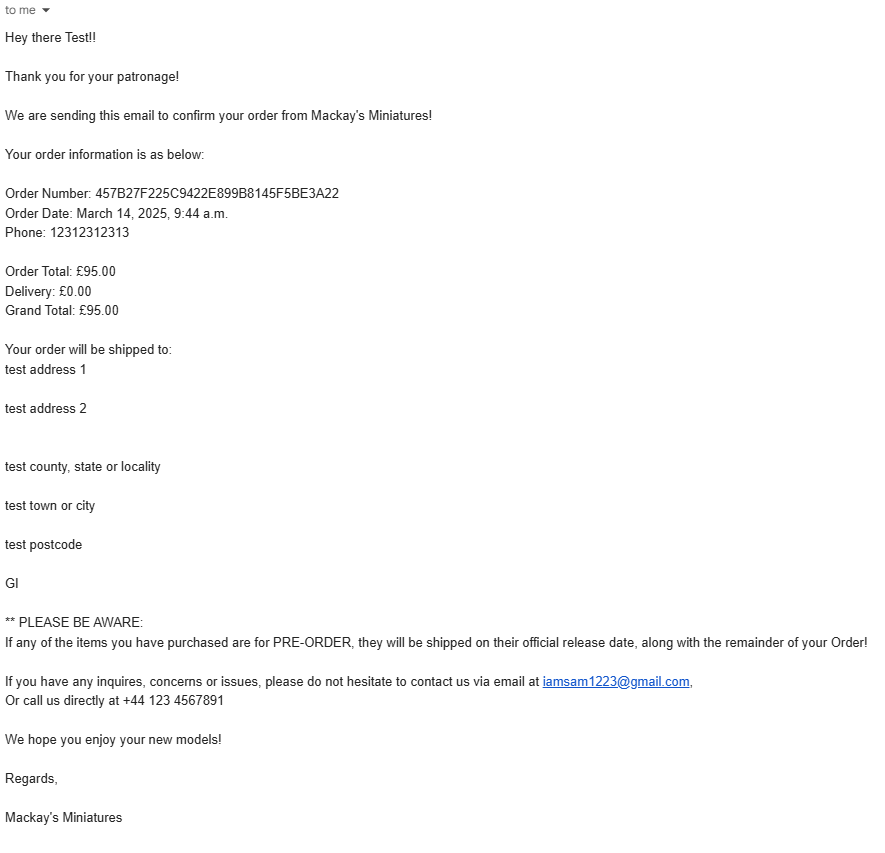 to me
Hey there Test!!
Thank you for your patronage!
We are sending this email to confirm your order from Mackay's Miniatures!
Your order information is as below:
Order Number: 457B27F225C9422E899B8145F5BE3A22
Order Date: March 14, 2025, 9:44 a.m.
Phone: 12312312313
Order Total: £95.00
Delivery: £0.00
Grand Total: £95.00
Your order will be shipped to:
test address 1
test address 2
test county, state or locality
test town or city
test postcode
GI
** PLEASE BE AWARE:
If any of the items you have purchased are for PRE-ORDER, they will be shipped on their official release date, along with the remainder of your Order!
If you have any inquires, concerns or issues, please do not hesitate to contact us via email at iamsam1223@gmail.com,
Or call us directly at +44 123 4567891
We hope you enjoy your new models!
Regards,
Mackay's Miniatures